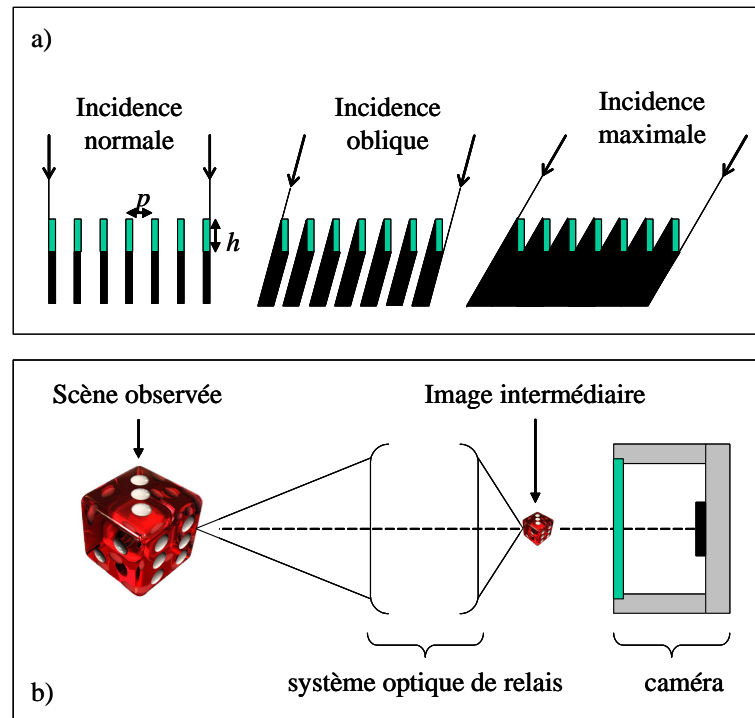 a)
Incidence
normale
Incidence
oblique
Incidence
maximale
p
h
Scène observée
Image intermédiaire
système optique de relais
caméra
b)